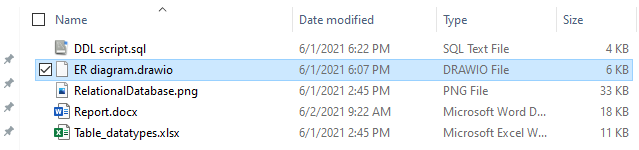 Name Date modified Type Size
DDL script.sql 6/1/2021 6:22 PM SQL Text File 4 KB
ER diagram.drawio 6/1/2021 6:07 PM DRAWIO File 6 KB
RelationalDatabase.png 6/1/2021 2:45 PM PNG File 33 KB
Report.docx 6/2/2021 9:22 AM Microsoft Word D... 18 KB
Table_datatypes.xlsx 6/1/2021 2:45 PM Microsoft Excel W... 11 KB